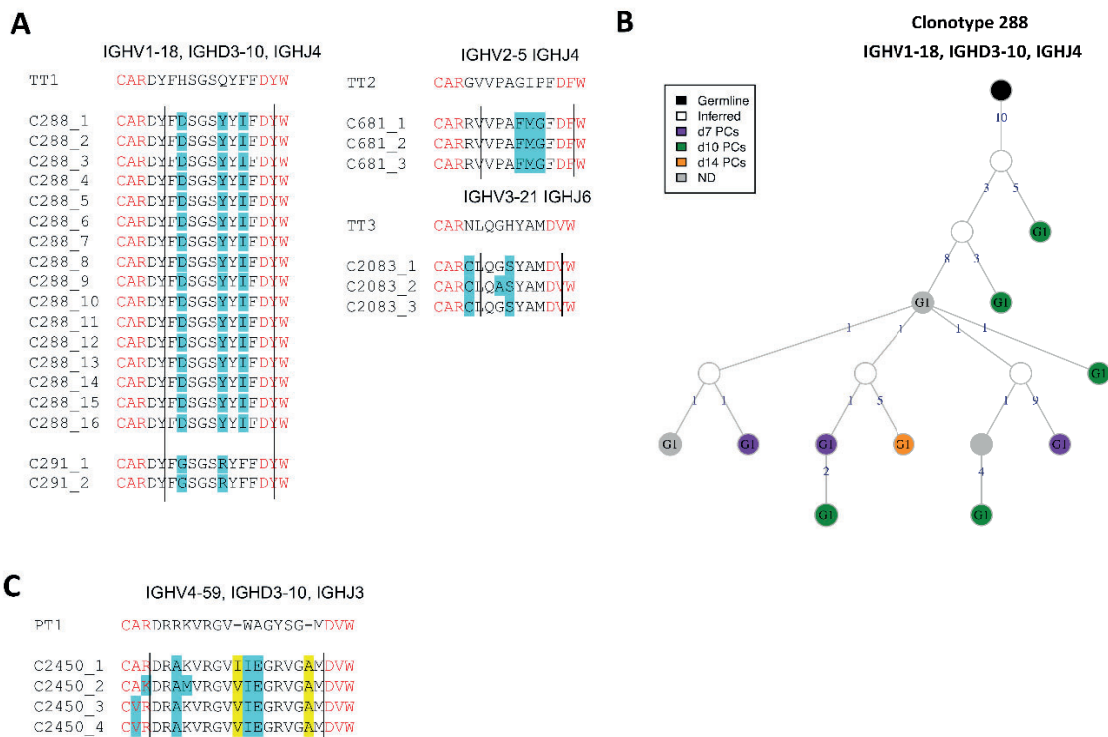 A
IGHV1-18, IGHD3-10, IGHJ4
TT1 CARDYFHSGSQYFFDYW
C288_1 CARDYFDSGSYYIFDYW
C288_2 CARDYFDSGSYYIFDYW
C288_3 CARDYFDSGSYYIFDYW
C288_4 CARDYFDSGSYYIFDYW
C288_5 CARDYFDSGSYYIFDYW
C288_6 CARDYFDSGSYYIFDYW
C288_7 CARDYFDSGSYYIFDYW
C288_8 CARDYFDSGSYYIFDYW
C288_9 CARDYFDSGSYYIFDYW
C288_10 CARDYFDSGSYYIFDYW
C288_11 CARDYFDSGSYYIFDYW
C288_12 CARDYFDSGSYYIFDYW
C288_13 CARDYFDSGSYYIFDYW
C288_14 CARDYFDSGSYYIFDYW
C288_15 CARDYFDSGSYYIFDYW
C288_16 CARDYFDSGSYYIFDYW
C291_1 CARDYFGSGSRYFFDYW
C291_2 CARDYFGSGSRYFFDYW
IGHV2-5 IGHJ4
TT2 CARGVVPAGIPFDFW
C681_1 CARRVVPAFMGFDFW
C681_2 CARRVVPAFMGFDFW
C681_3 CARRVVPAFMGFDFW
IGHV3-21 IGHJ6
TT3 CARNLQGHYAMDVW
C2083_1 CARCLQGSYAMDVW
C2083_2 CARCLQASYAMDVW
C2083_3 CARCLQGSYAMDVW
B
Clonotype 288
IGHV1-18, IGHD3-10, IGHJ4
Germline
Inferred
d7 PCs
d10 PCs
d14 PCs
ND
10
3 5
G1
8 3
G1 G1
1 1 1 1
G1
1 1 1 5 1 9
G1 G1 G1 G1 G1
2 4
G1 G1
C
IGHV4-59, IGHD3-10, IGHJ3
PT1 CARDRRKVRGV-WAGYSG-MDVW
C2450_1 CARDRAKVRGVIIEGRVGAMDVW
C2450_2 CAKDRAMVRGVVIEGRVGAMDVW
C2450_3 CVRDRAKVRGVVIEGRVGAMDVW
C2450_4 CVRDRAKVRGVVIEGRVGAMDVW